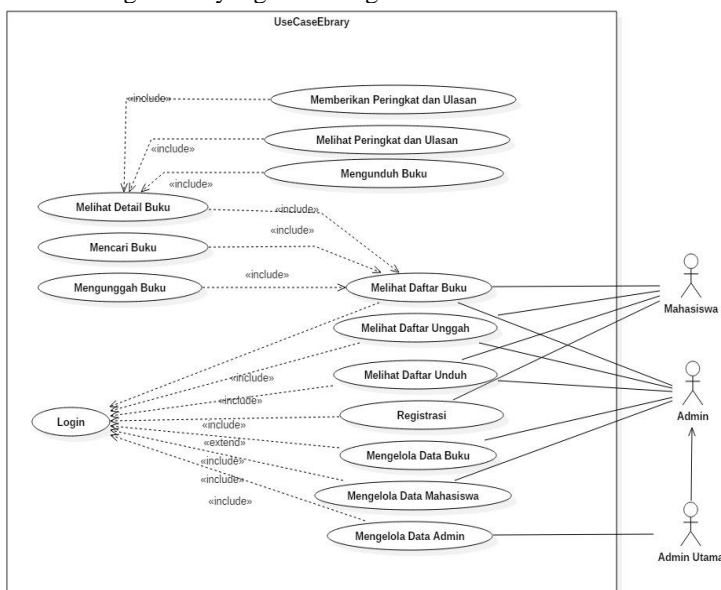 UseCaseEbrary
«include»
Memberikan Peringkat dan Ulasan
Melihat Peringkat dan Ulasan
«include»
Mengunduh Buku
«include»
Melihat Detail Buku
«include»
«include»
Mencari Buku
«include»
Mengunggah Buku
Melihat Daftar Buku
Mahasiswa
Melihat Daftar Unggah
Melihat Daftar Unduh
«include»
«include»
Registrasi
Admin
Login
«include»
«extend»
Mengelola Data Buku
«include»
«include»
Mengelola Data Mahasiswa
«include»
Mengelola Data Admin
Admin Utama